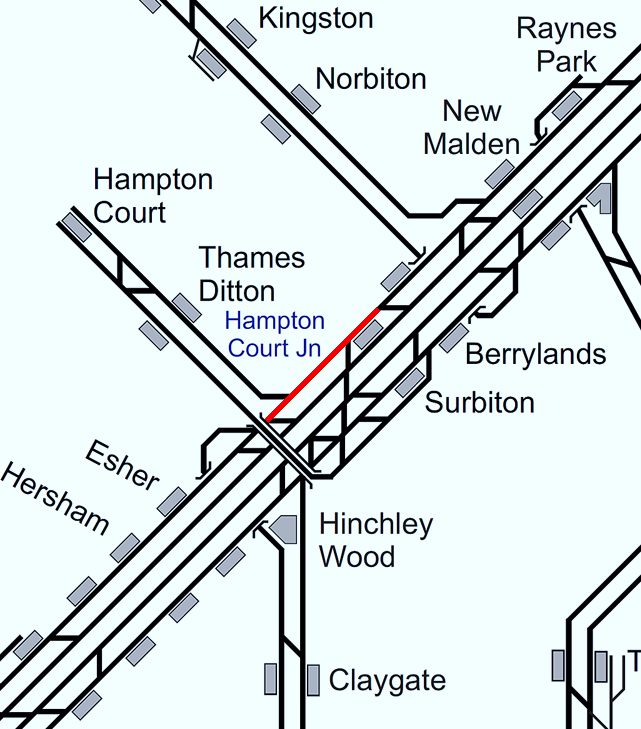 Kingston
Raynes
Park
Norbiton
New
Malden
Hampton
Court
Thames
Ditton
Hampton
Court Jn
Berrylands
Surbiton
Esher
Hersham
Hinchley
Wood
Claygate
T